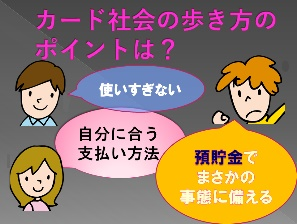 カード社会の歩き方の
ポイントは？
使いすぎない
自分に合う
支払い方法
預貯金で
まさかの
事態に備える